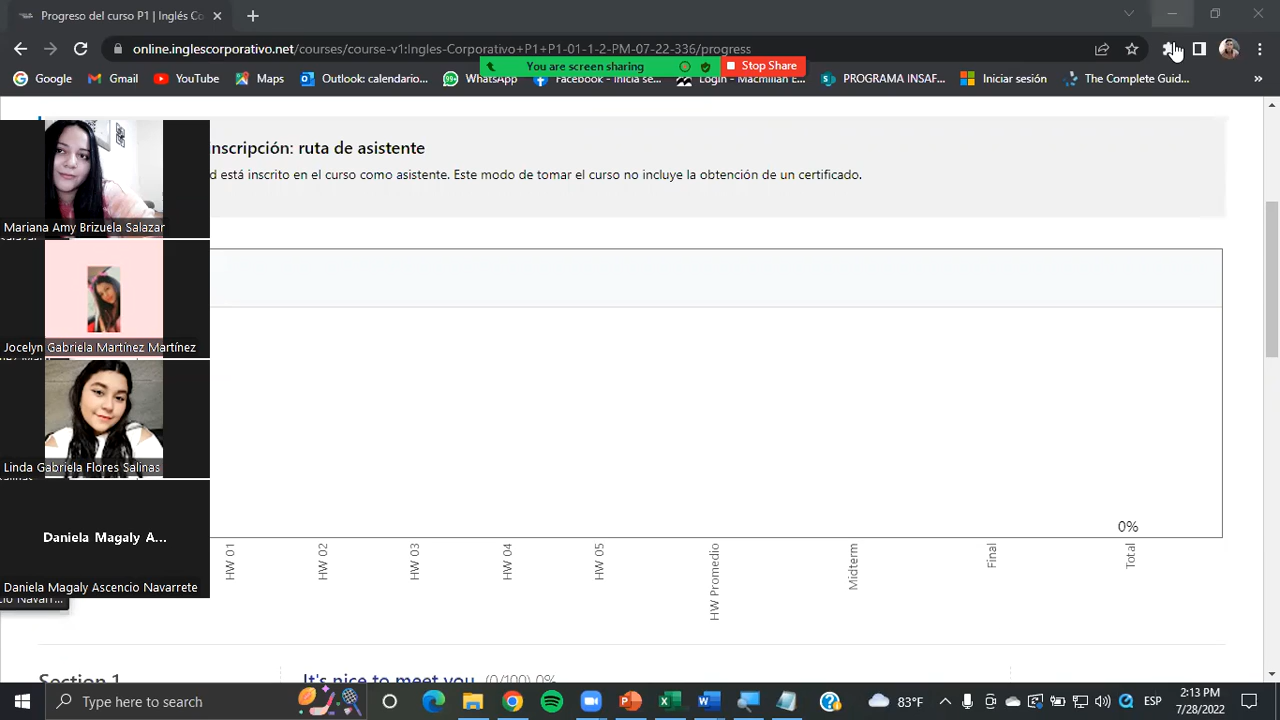 Progreso del curso P1 | Inglés Co
online.inglescorporativo.net/courses/course-v1:Ingles-Corporativo+P1+P1-01-1-2-PM-07-22-336/progress
You are screen sharing
Stop Share
Google
Gmail
YouTube
Maps
Outlook: calendario...
99+
WhatsApp
Facebook - Inicia se...
Login - Macmillan E...
PROGRAMA INSAF...
Iniciar sesión
The Complete Guid...
»
nscripción: ruta de asistente
d está inscrito en el curso como asistente. Este modo de tomar el curso no incluye la obtención de un certificado.
Mariana Amy Brizuela Salazar
Jocelyn Gabriela Martínez Martínez
Linda Gabriela Flores Salinas
Daniela Magaly A...
Daniela Magaly Ascencio Navarrete
cio Navarr...
0%
HW 01
HW 02
HW 03
HW 04
HW 05
HW Promedio
Midterm
Final
Total
Section 1
It's nice to meet you (0/100) 0%
Type here to search
83°F
ESP
2:13 PM
7/28/2022